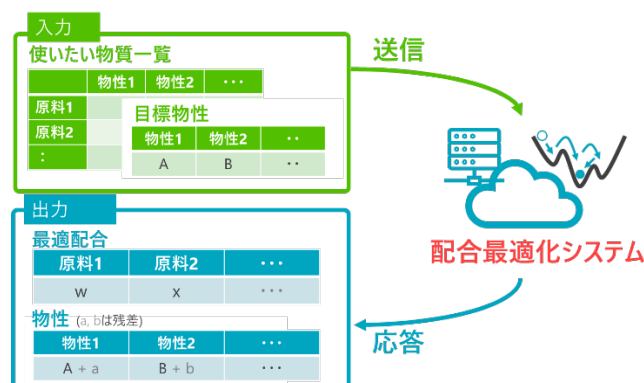 入力
使いたい物質一覧
物性1 物性2 ···
原料1
原料2
:
目標物性
物性1 物性2 ··
A B ··
送信
配合最適化システム
出力
最適配合
原料1 原料2 ···
w x ···
物性 (a, bは残差)
物性1 物性2 ···
A + a B + b ···
応答